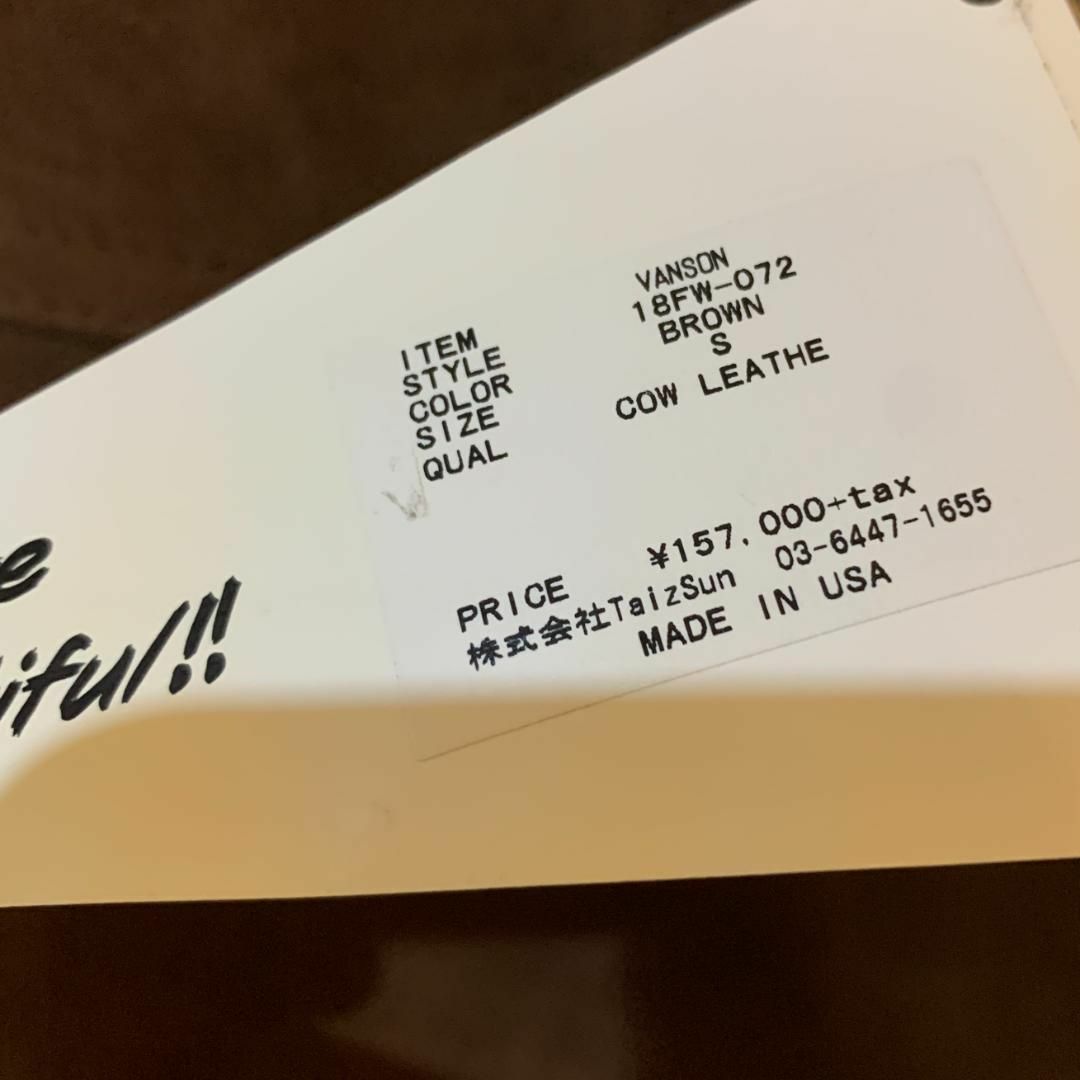 ITEM VANSON
STYLE 18FW-072
COLOR BROWN
SIZE S
QUAL COW LEATHE
PRICE ¥157.000+tax
株式会社TaizSun 03-6447-1655
MADE IN USA